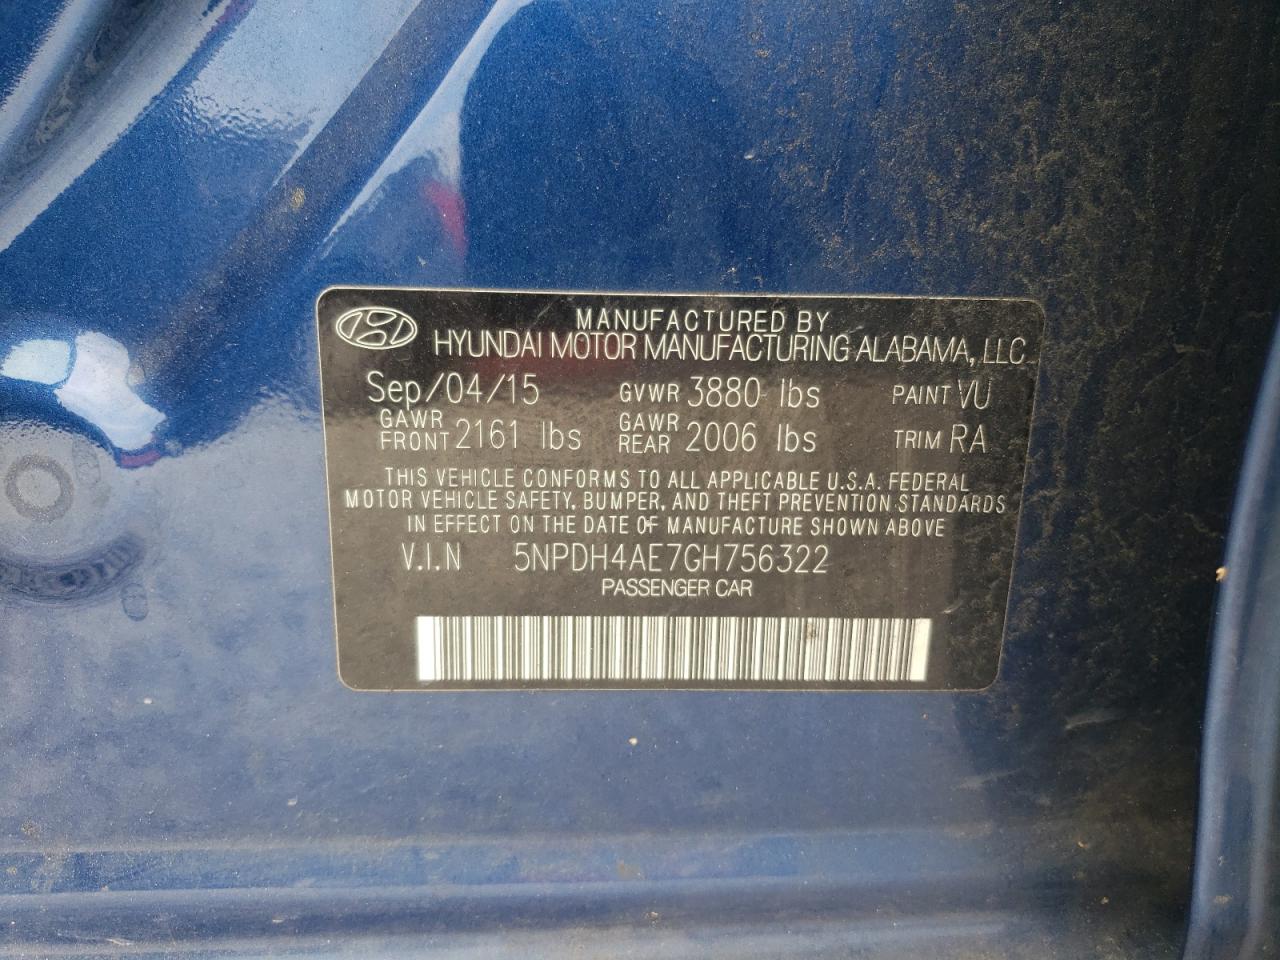 MANUFACTURED BY
HYUNDAI MOTOR MANUFACTURING ALABAMA, LLC
Sep/04/15 GVWR 3880 lbs PAINT VU
GAWR FRONT 2161 lbs GAWR REAR 2006 lbs TRIM RA
THIS VEHICLE CONFORMS TO ALL APPLICABLE U.S.A. FEDERAL
MOTOR VEHICLE SAFETY, BUMPER, AND THEFT PREVENTION STANDARDS
IN EFFECT ON THE DATE OF MANUFACTURE SHOWN ABOVE
V.I.N 5NPDH4AE7GH756322
PASSENGER CAR